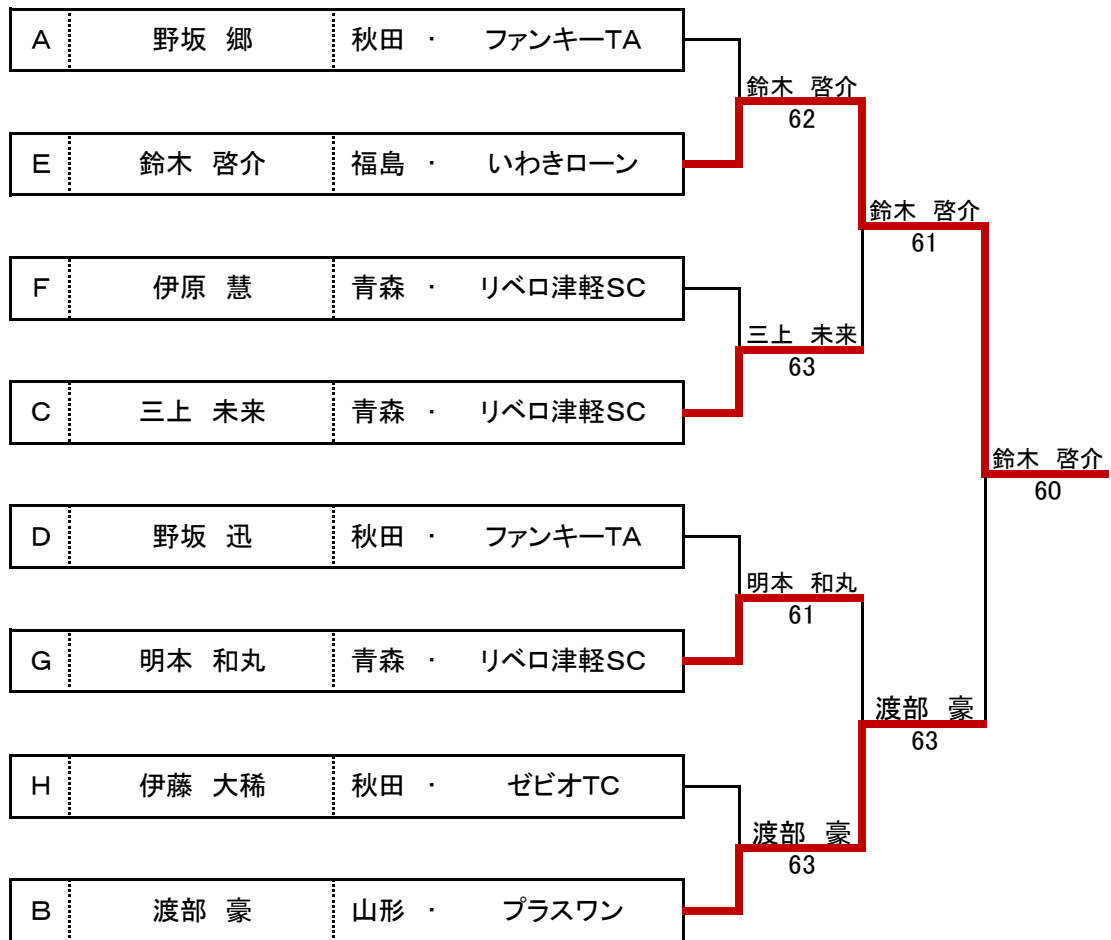 A 野坂 郷 秋田 ・ ファンキーTA
鈴木 啓介
62
E 鈴木 啓介 福島 ・ いわきローン
鈴木 啓介
61
F 伊原 慧 青森 ・ リベロ津軽SC
三上 未来
63
C 三上 未来 青森 ・ リベロ津軽SC
鈴木 啓介
60
D 野坂 迅 秋田 ・ ファンキーTA
明本 和丸
61
G 明本 和丸 青森 ・ リベロ津軽SC
渡部 豪
63
H 伊藤 大稀 秋田 ・ ゼビオTC
渡部 豪
63
B 渡部 豪 山形 ・ プラスワン